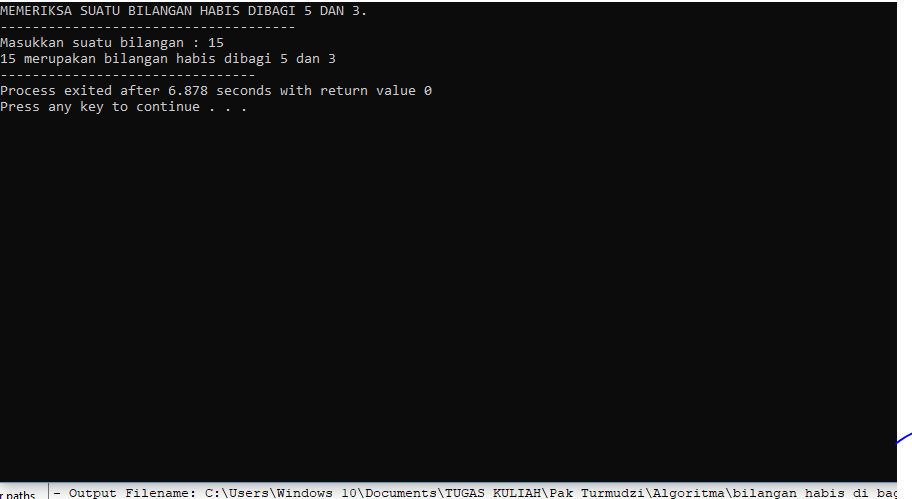 MEMERIKSA SUATU BILANGAN HABIS DIBAGI 5 DAN 3.
-------------------------------------
Masukkan suatu bilangan : 15
15 merupakan bilangan habis dibagi 5 dan 3
--------------------------------
Process exited after 6.878 seconds with return value 0
Press any key to continue . . .
r paths
- Output Filename: C:\Users\Windows 10\Documents\TUGAS KULIAH\Pak Turmudzi\Algoritma\bilangan habis di bag